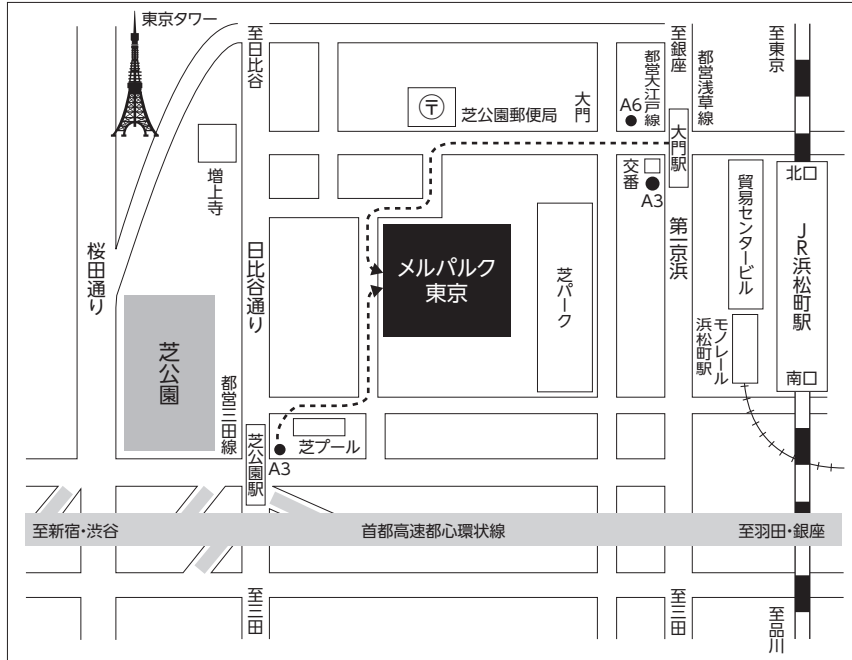 東京タワー
至日比谷
至銀座
都営浅草線
都営大江戸線
至東京
A6
大門
〒
芝公園郵便局
大門駅
増上寺
交番
A3
北口
貿易センタービル
JR浜松町駅
第一京浜
桜田通り
日比谷通り
メルパルク
東京
芝パーク
芝公園
モノレール
浜松町駅
南口
都営三田線
芝公園駅
芝プール
A3
至新宿・渋谷
首都高速都心環状線
至羽田・銀座
至三田
至三田
至品川